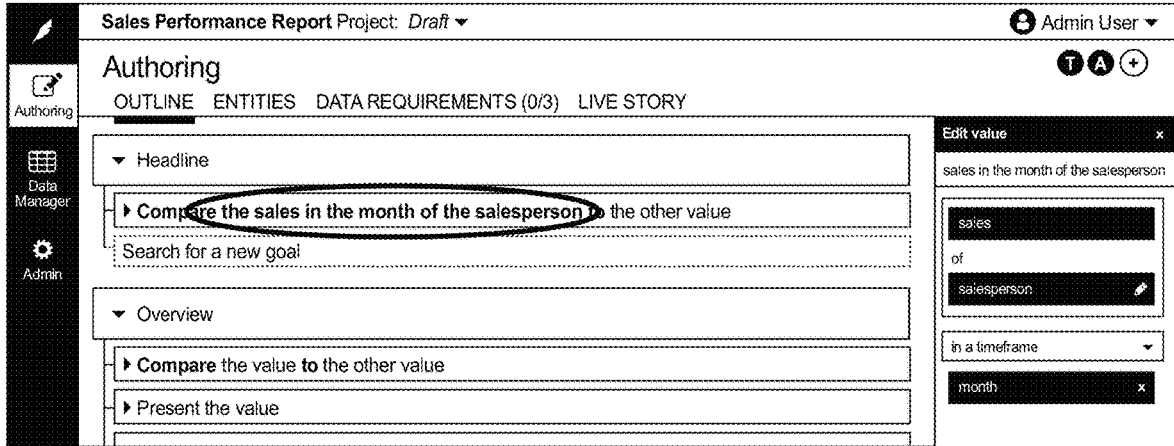 Sales Performance Report Project: Draft
Admin User
Authoring
T A +
OUTLINE ENTITIES DATA REQUIREMENTS (0/3) LIVE STORY
Authoring
Data
Manager
Admin
Headline
Compare the sales in the month of the salesperson to the other value
Search for a new goal
Overview
Compare the value to the other value
Present the value
Edit value x
sales in the month of the salesperson
sales
of
salesperson
in a timeframe
month x